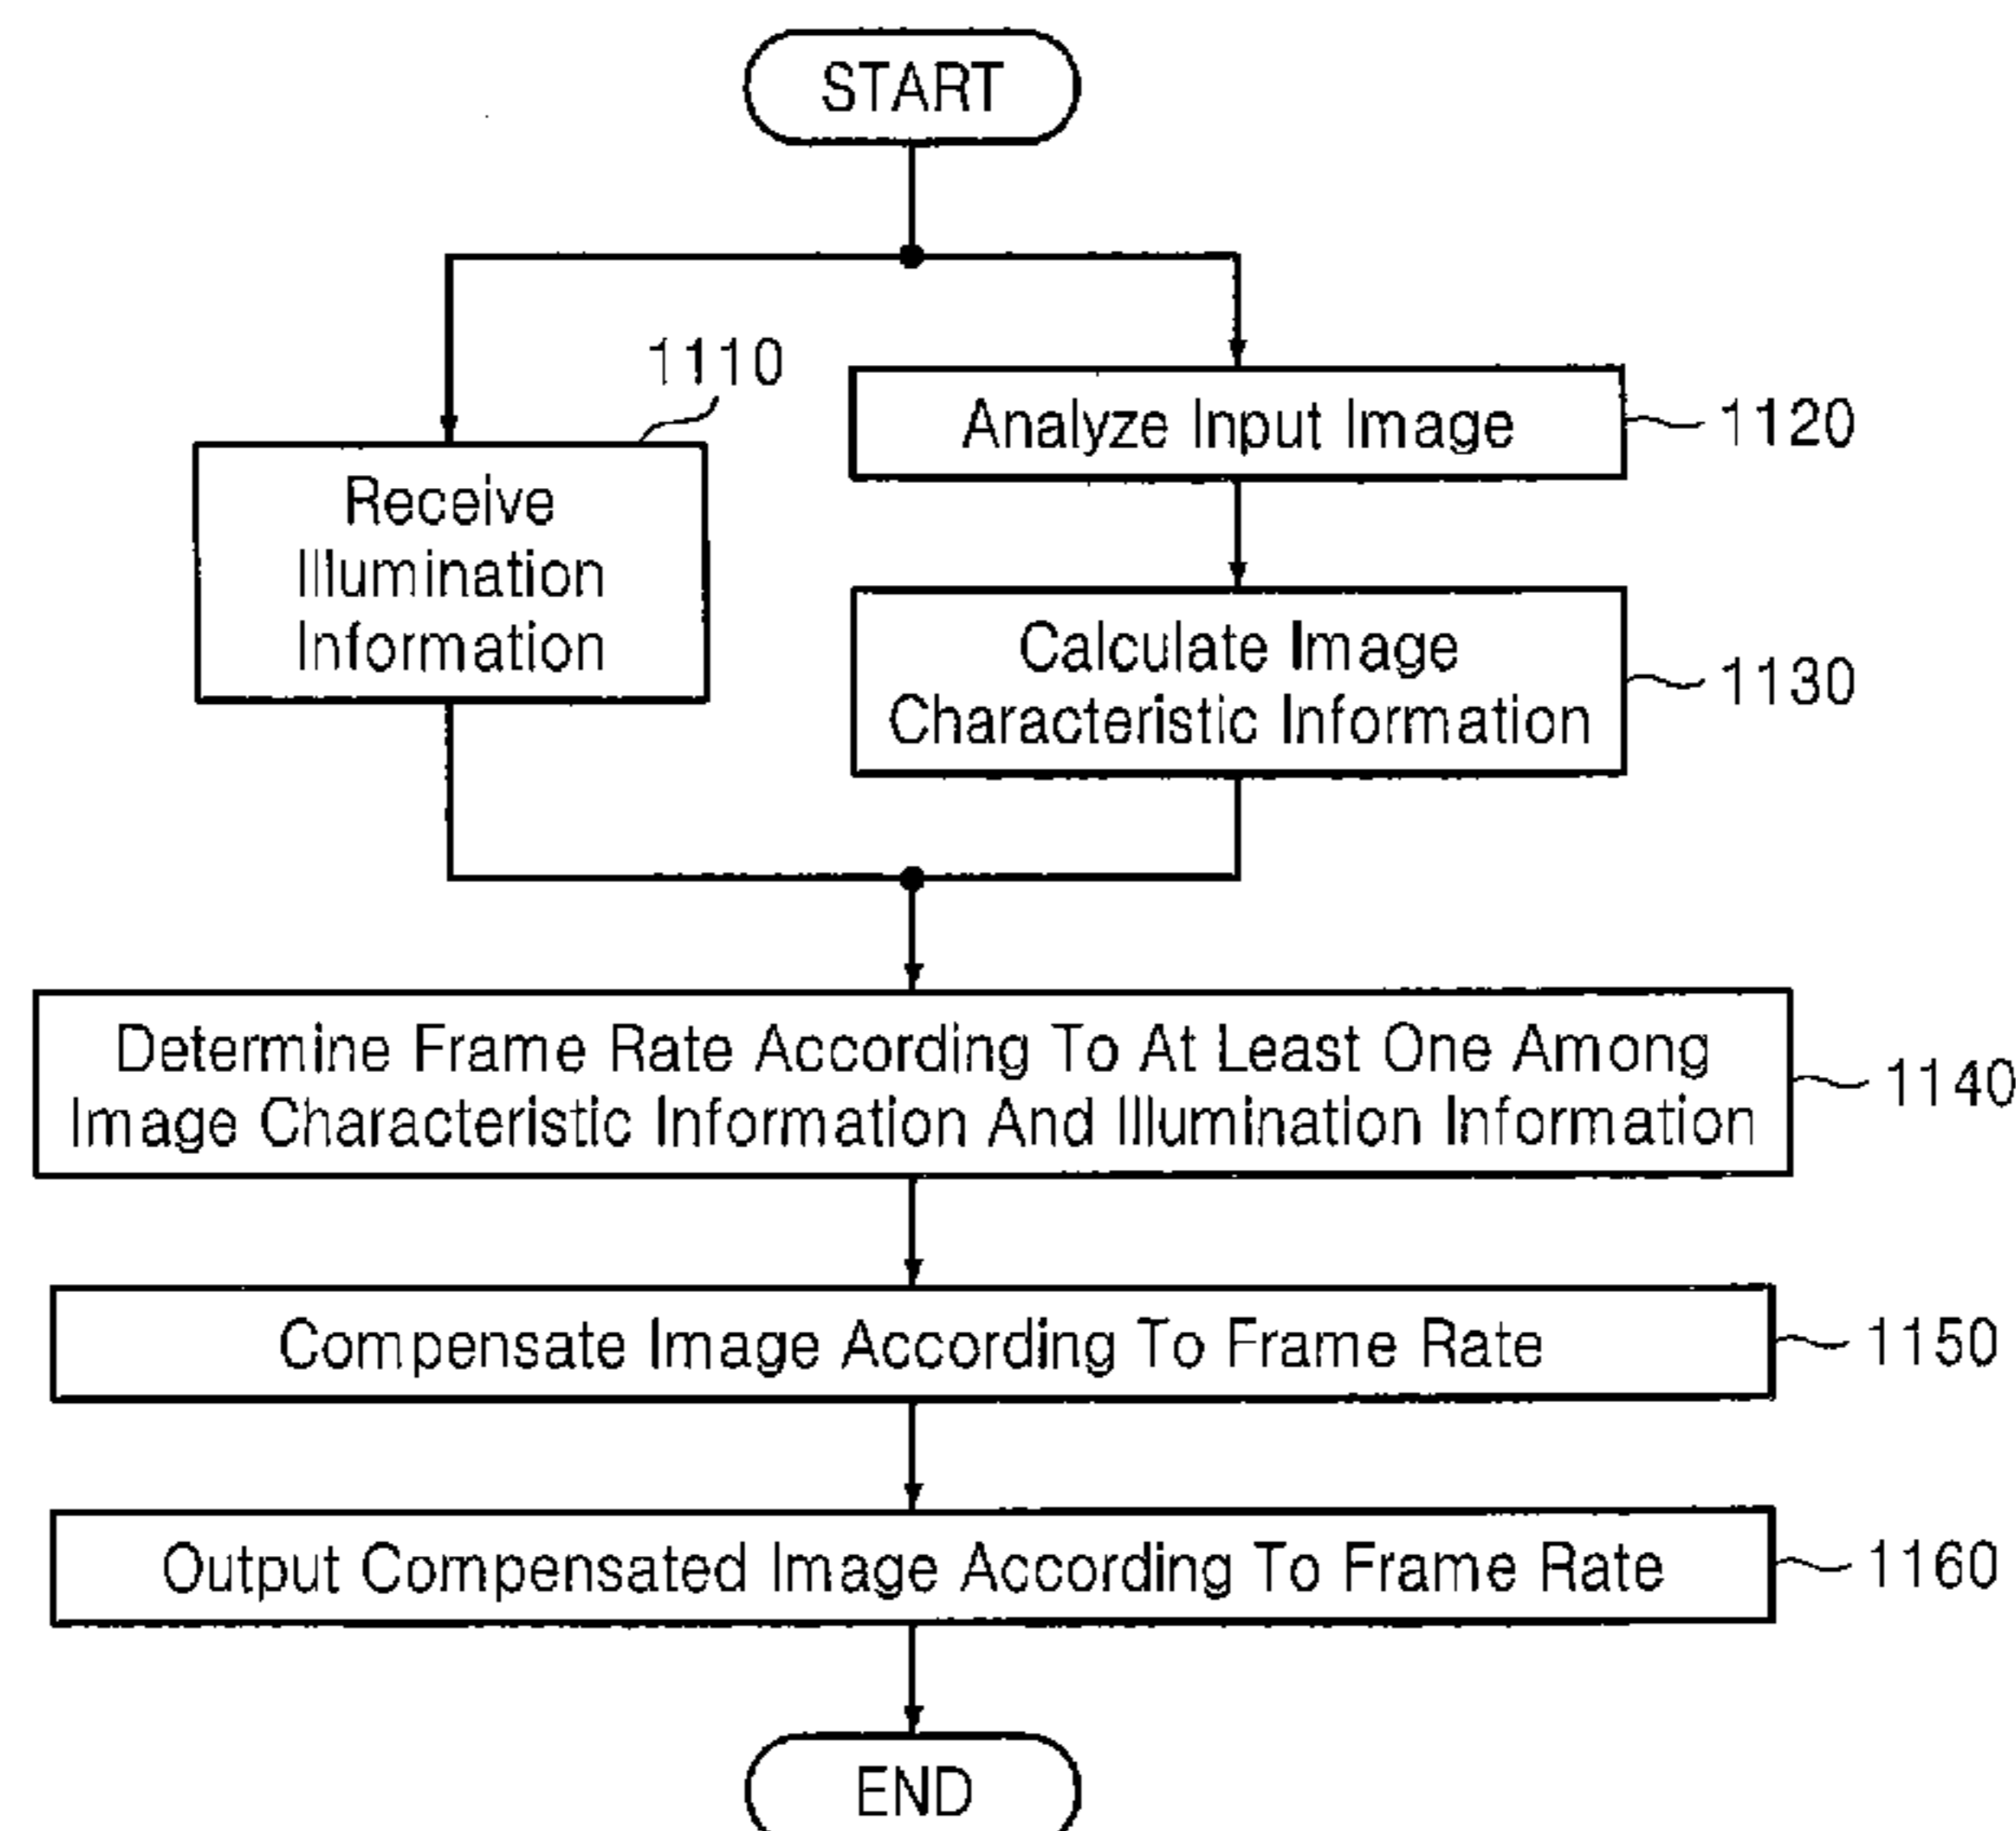 START
1110
Receive
Illumination
Information
Analyze Input Image
1120
Calculate Image
Characteristic Information
1130
Determine Frame Rate According To At Least One Among
Image Characteristic Information And Illumination Information
1140
Compensate Image According To Frame Rate
1150
Output Compensated Image According To Frame Rate
1160
END